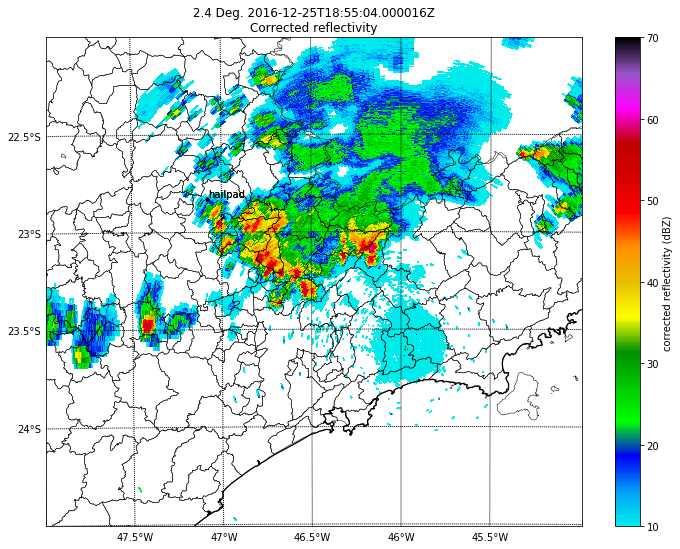 2.4 Deg. 2016-12-25T18:55:04.000016Z
Corrected reflectivity
22.5°S
23°S
23.5°S
24°S
hailpad
47.5°W
47°W
46.5°W
46°W
45.5°W
70
60
50
40
30
20
10
corrected reflectivity (dBZ)